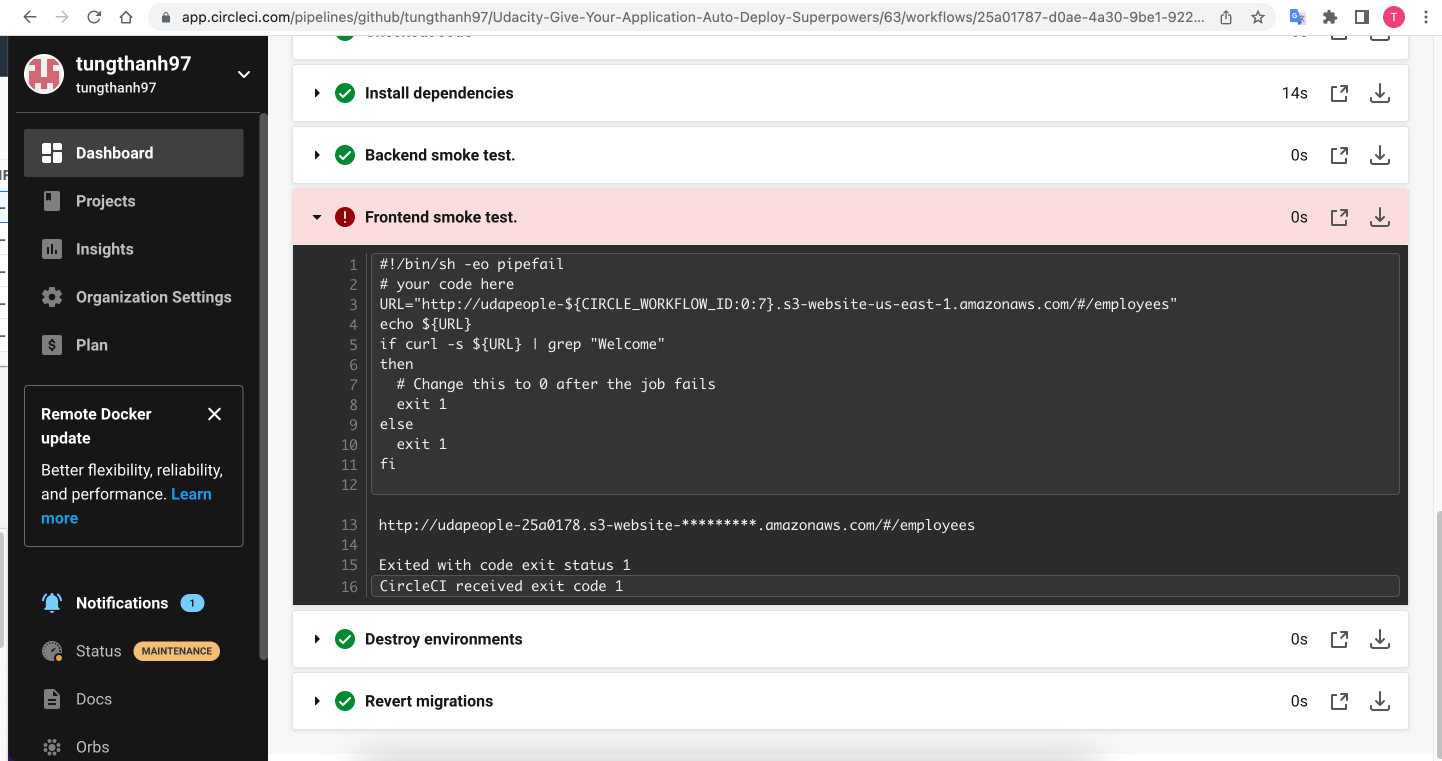 app.circleci.com/pipelines/github/tungthanh97/Udacity-Give-Your-Application-Auto-Deploy-Superpowers/63/workflows/25a01787-d0ae-4a30-9be1-922...
T
tungthanh97
tungthanh97
Dashboard
Projects
Insights
Organization Settings
Plan
Remote Docker
update
Better flexibility, reliability,
and performance. Learn
more
Notifications 1
Status MAINTENANCE
Docs
Orbs
Install dependencies 14s
Backend smoke test. 0s
Frontend smoke test. 0s
1 #!/bin/sh -eo pipefail
2 # your code here
3 URL="http://udapeople-${CIRCLE_WORKFLOW_ID:0:7}.s3-website-us-east-1.amazonaws.com/#/employees"
4 echo ${URL}
5 if curl -s ${URL} | grep "Welcome"
6 then
7 # Change this to 0 after the job fails
8 exit 1
9 else
10 exit 1
11 fi
12
13 http://udapeople-25a0178.s3-website-*********.amazonaws.com/#/employees
14
15 Exited with code exit status 1
16 CircleCI received exit code 1
Destroy environments 0s
Revert migrations 0s